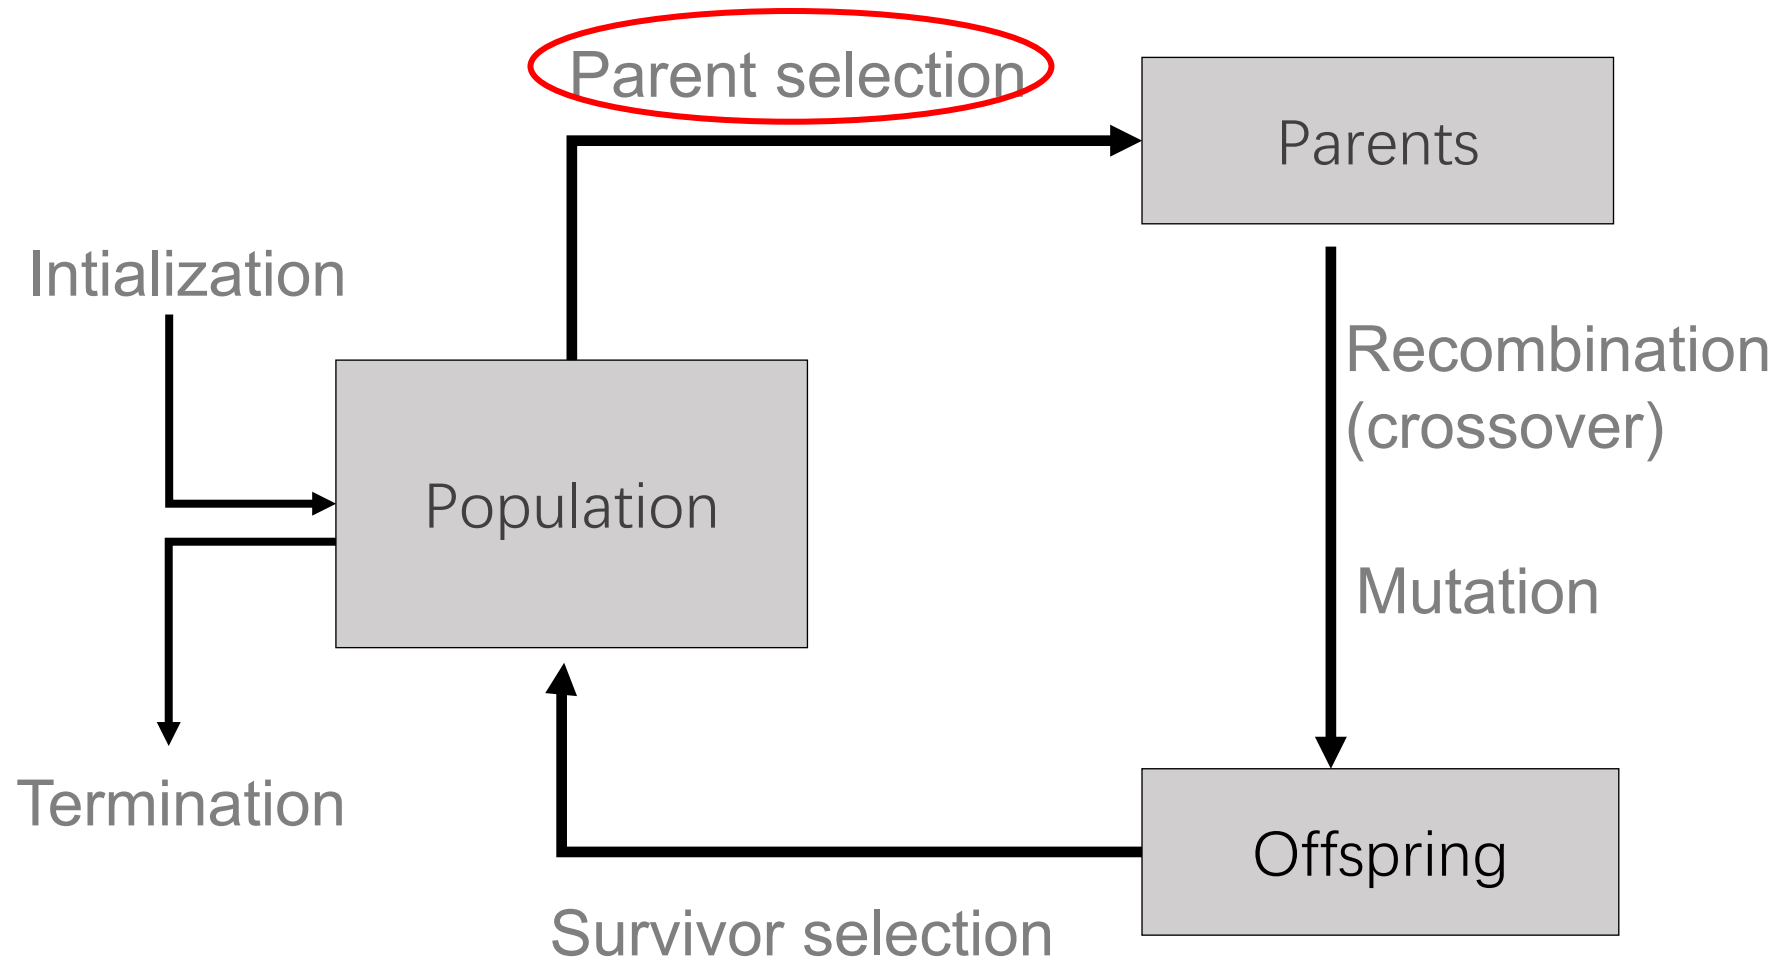 Parent selection
Parents
Intialization
Recombination
(crossover)
Population
Mutation
Termination
Offspring
Survivor selection